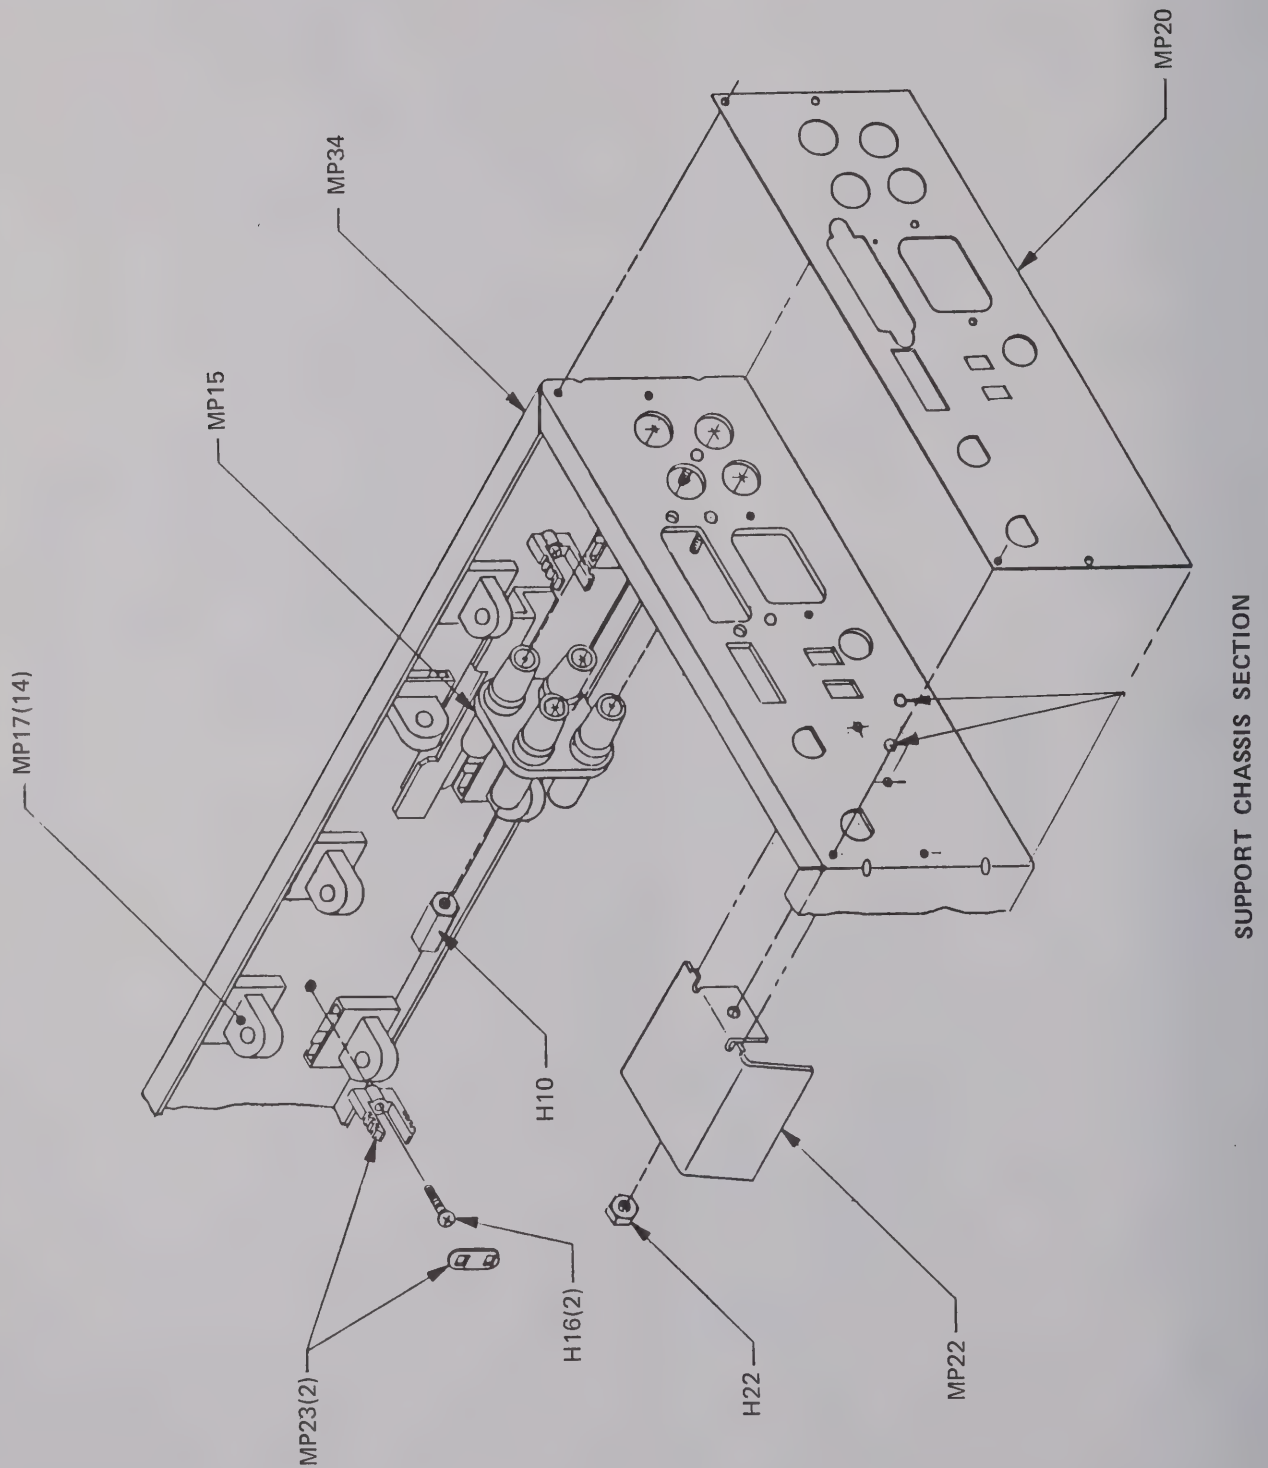 MP23(2)
H16(2)
H22
MP22
H10
MP17(14)
MP15
MP34
MP20
SUPPORT CHASSIS SECTION